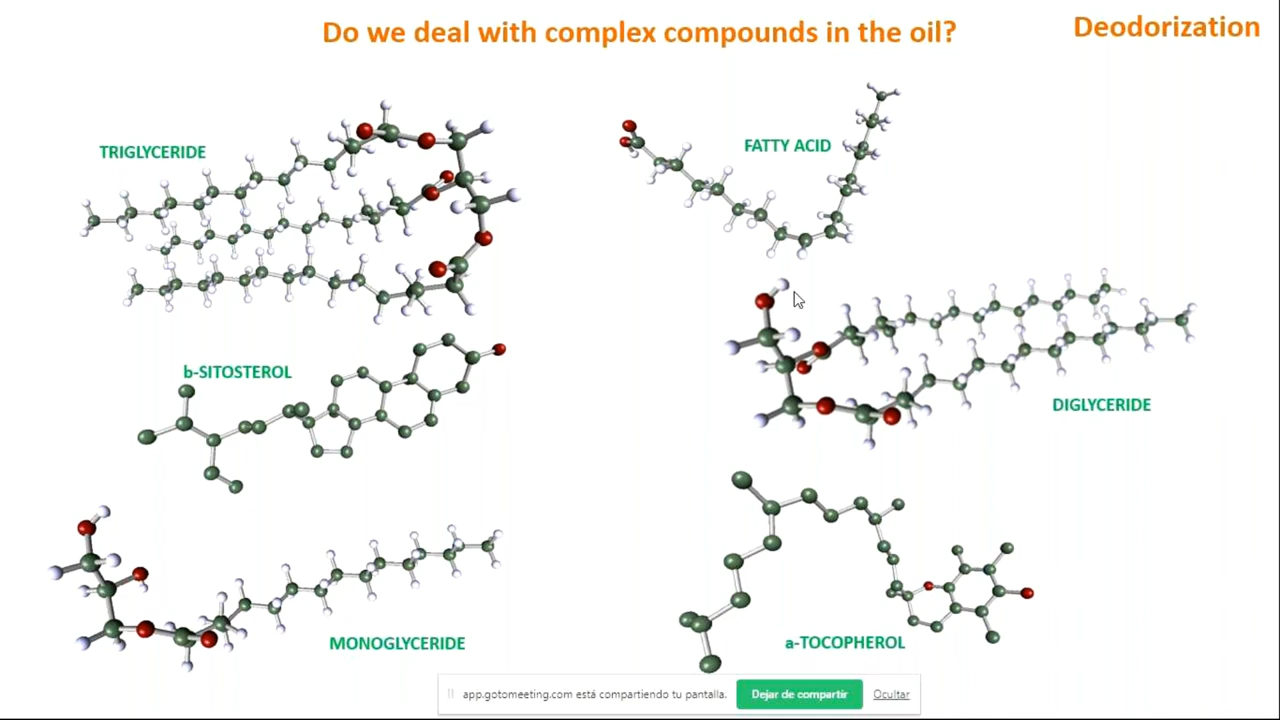 Do we deal with complex compounds in the oil?
Deodorization
TRIGLYCERIDE
FATTY ACID
b-SITOSTEROL
DIGLYCERIDE
MONOGLYCERIDE
a-TOCOPHEROL
app.gotomeeting.com está compartiendo tu pantalla.
Dejar de compartir
Ocultar